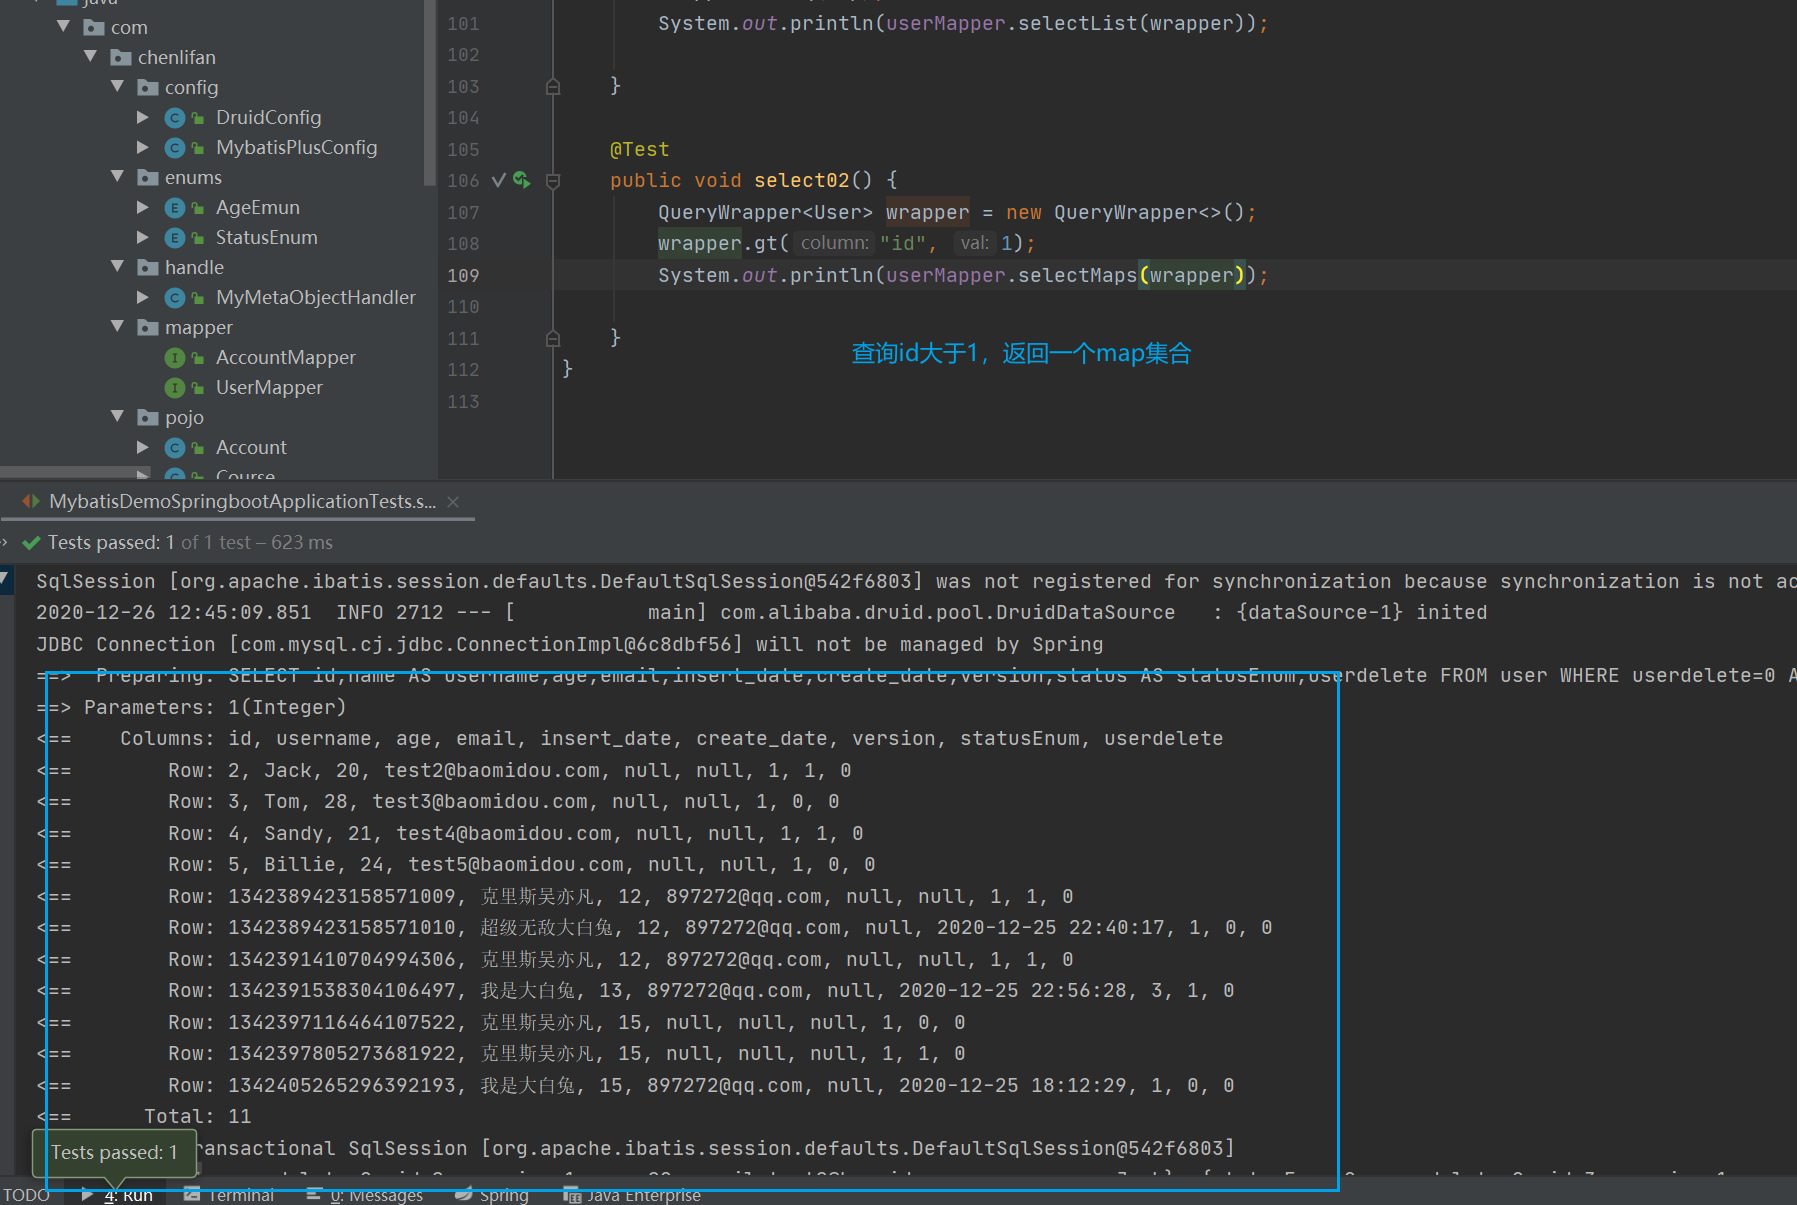 java
com
chenlifan
config
DruidConfig
MybatisPlusConfig
enums
AgeEmun
StatusEnum
handle
MyMetaObjectHandler
mapper
AccountMapper
UserMapper
pojo
Account
Course
101 System.out.println(userMapper.selectList(wrapper));
102
103 }
104
105 @Test
106 public void select02() {
107 QueryWrapper<User> wrapper = new QueryWrapper<>();
108 wrapper.gt( column: "id", val: 1);
109 System.out.println(userMapper.selectMaps(wrapper));
110
111 }
112 }
113
查询id大于1，返回一个map集合
MybatisDemoSpringbootApplicationTests.s...
Tests passed: 1 of 1 test – 623 ms
SqlSession [org.apache.ibatis.session.defaults.DefaultSqlSession@542f6803] was not registered for synchronization because synchronization is not ac
2020-12-26 12:45:09.851  INFO 2712 --- [           main] com.alibaba.druid.pool.DruidDataSource   : {dataSource-1} inited
JDBC Connection [com.mysql.cj.jdbc.ConnectionImpl@6c8dbf56] will not be managed by Spring
==>  Preparing: SELECT id,name AS username,age,email,insert_date,create_date,version,status AS statusEnum,userdelete FROM user WHERE userdelete=0 A
==> Parameters: 1(Integer)
<==    Columns: id, username, age, email, insert_date, create_date, version, statusEnum, userdelete
<==        Row: 2, Jack, 20, test2@baomidou.com, null, null, 1, 1, 0
<==        Row: 3, Tom, 28, test3@baomidou.com, null, null, 1, 0, 0
<==        Row: 4, Sandy, 21, test4@baomidou.com, null, null, 1, 1, 0
<==        Row: 5, Billie, 24, test5@baomidou.com, null, null, 1, 0, 0
<==        Row: 1342389423158571009, 克里斯吴亦凡, 12, 897272@qq.com, null, null, 1, 1, 0
<==        Row: 1342389423158571010, 超级无敌大白兔, 12, 897272@qq.com, null, 2020-12-25 22:40:17, 1, 0, 0
<==        Row: 1342391410704994306, 克里斯吴亦凡, 12, 897272@qq.com, null, null, 1, 1, 0
<==        Row: 1342391538304106497, 我是大白兔, 13, 897272@qq.com, null, 2020-12-25 22:56:28, 3, 1, 0
<==        Row: 1342397116464107522, 克里斯吴亦凡, 15, null, null, null, 1, 0, 0
<==        Row: 1342397805273681922, 克里斯吴亦凡, 15, null, null, null, 1, 1, 0
<==        Row: 1342405265296392193, 我是大白兔, 15, 897272@qq.com, null, 2020-12-25 18:12:29, 1, 0, 0
<==      Total: 11
ransactional SqlSession [org.apache.ibatis.session.defaults.DefaultSqlSession@542f6803]
Tests passed: 1
TODO 4: Run Terminal 0: Messages Spring Java Enterprise